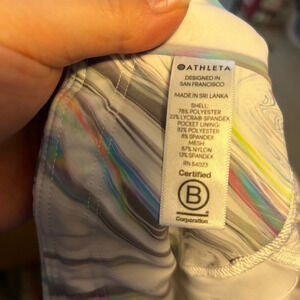 ATHLETA
DESIGNED IN
SAN FRANCISCO
MADE IN SRI LANKA
SHELL:
78% POLYESTER
22% LYCRA® SPANDEX
POCKET LINING:
92% POLYESTER
8% SPANDEX
MESH:
87% NYLON
13% SPANDEX
RN 54023
Certified
B
Corporation